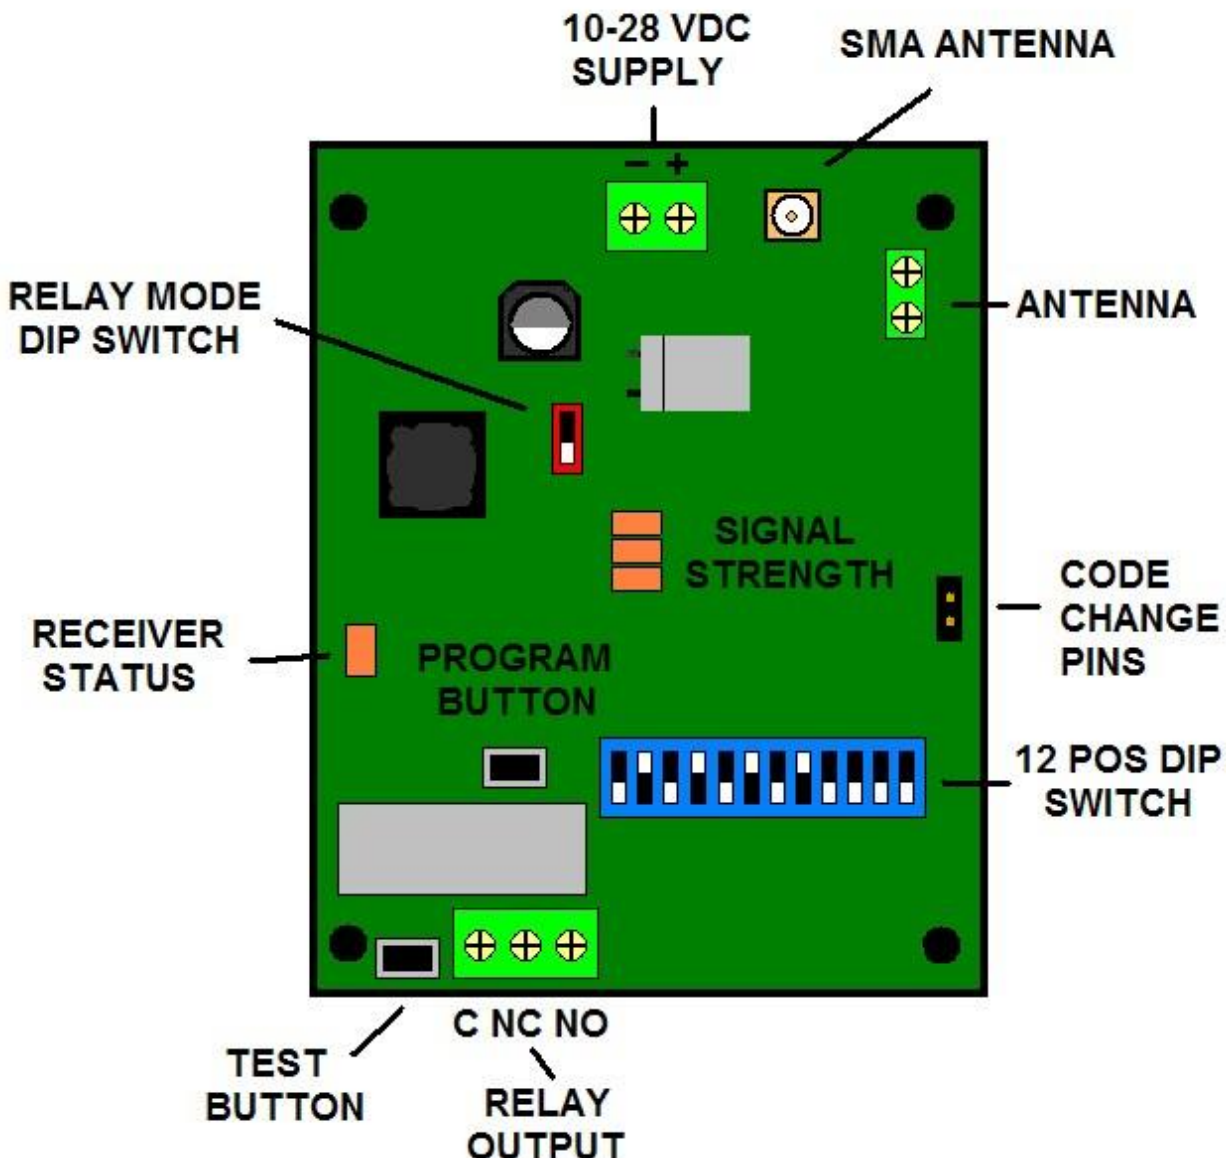 10-28 VDC
SUPPLY
SMA ANTENNA
− +
RELAY MODE
DIP SWITCH
ANTENNA
SIGNAL
STRENGTH
CODE
CHANGE
PINS
RECEIVER
STATUS
PROGRAM
BUTTON
12 POS DIP
SWITCH
C NC NO
TEST
BUTTON
RELAY
OUTPUT